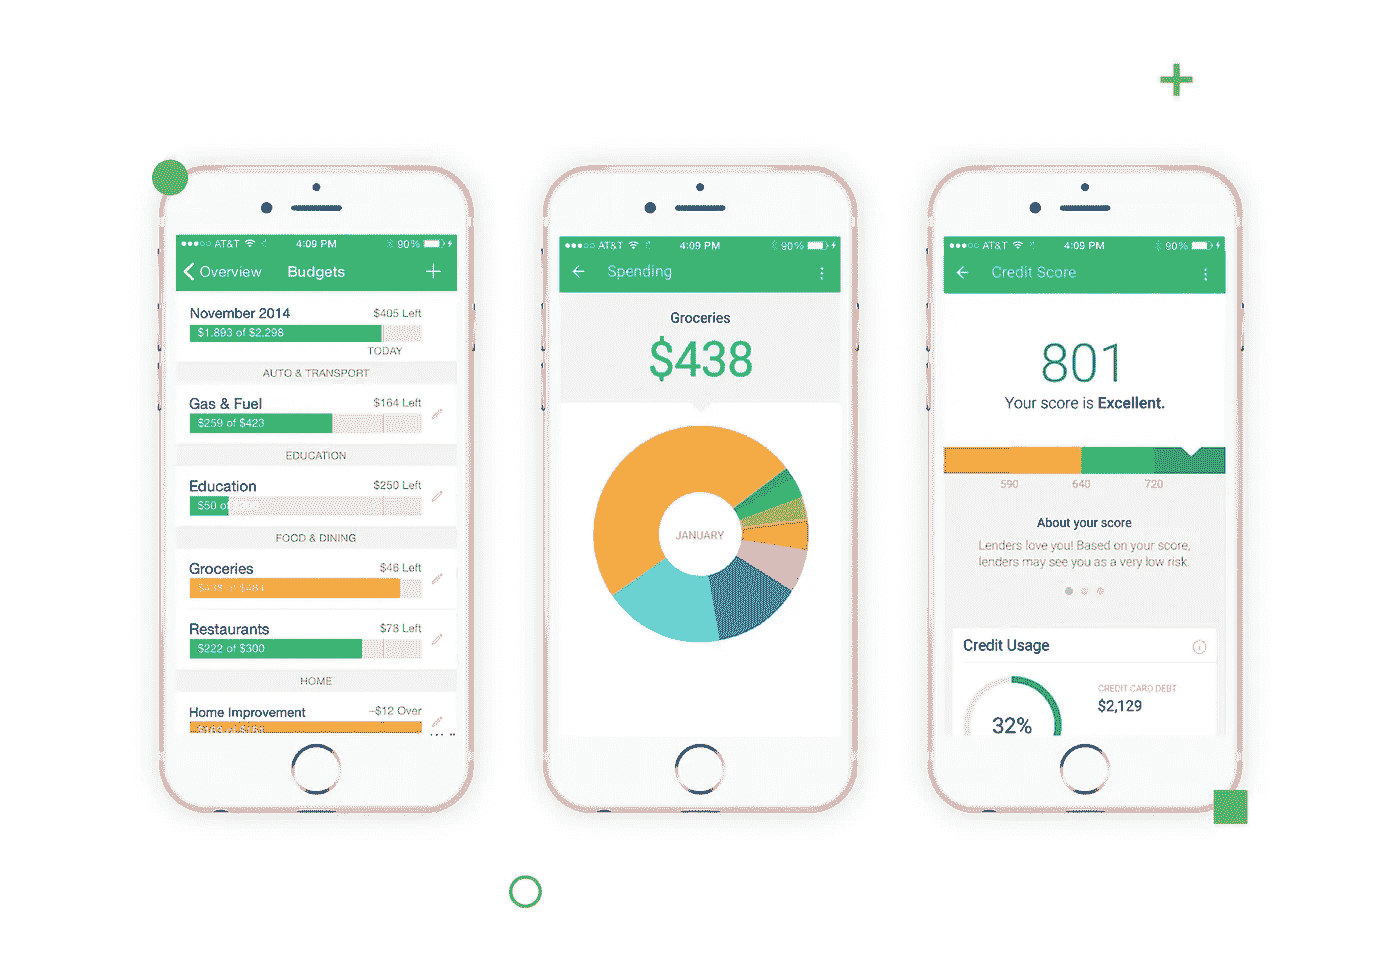 AT&T 4:09 PM 90%
Overview Budgets
November 2014 $405 Left
$1,893 of $2,298
TODAY
AUTO & TRANSPORT
Gas & Fuel $164 Left
$259 of $423
EDUCATION
Education $250 Left
$50 of
FOOD & DINING
Groceries $46 Left
Restaurants $78 Left
$222 of $300
HOME
Home Improvement -$12 Over
AT&T 4:09 PM 90%
Spending
Groceries
$438
JANUARY
AT&T 4:09 PM 90%
Credit Score
801
Your score is Excellent.
590 640 720
About your score
Lenders love you! Based on your score,
lenders may see you as a very low risk.
Credit Usage
CREDIT CARD DEBT
$2,129
32%